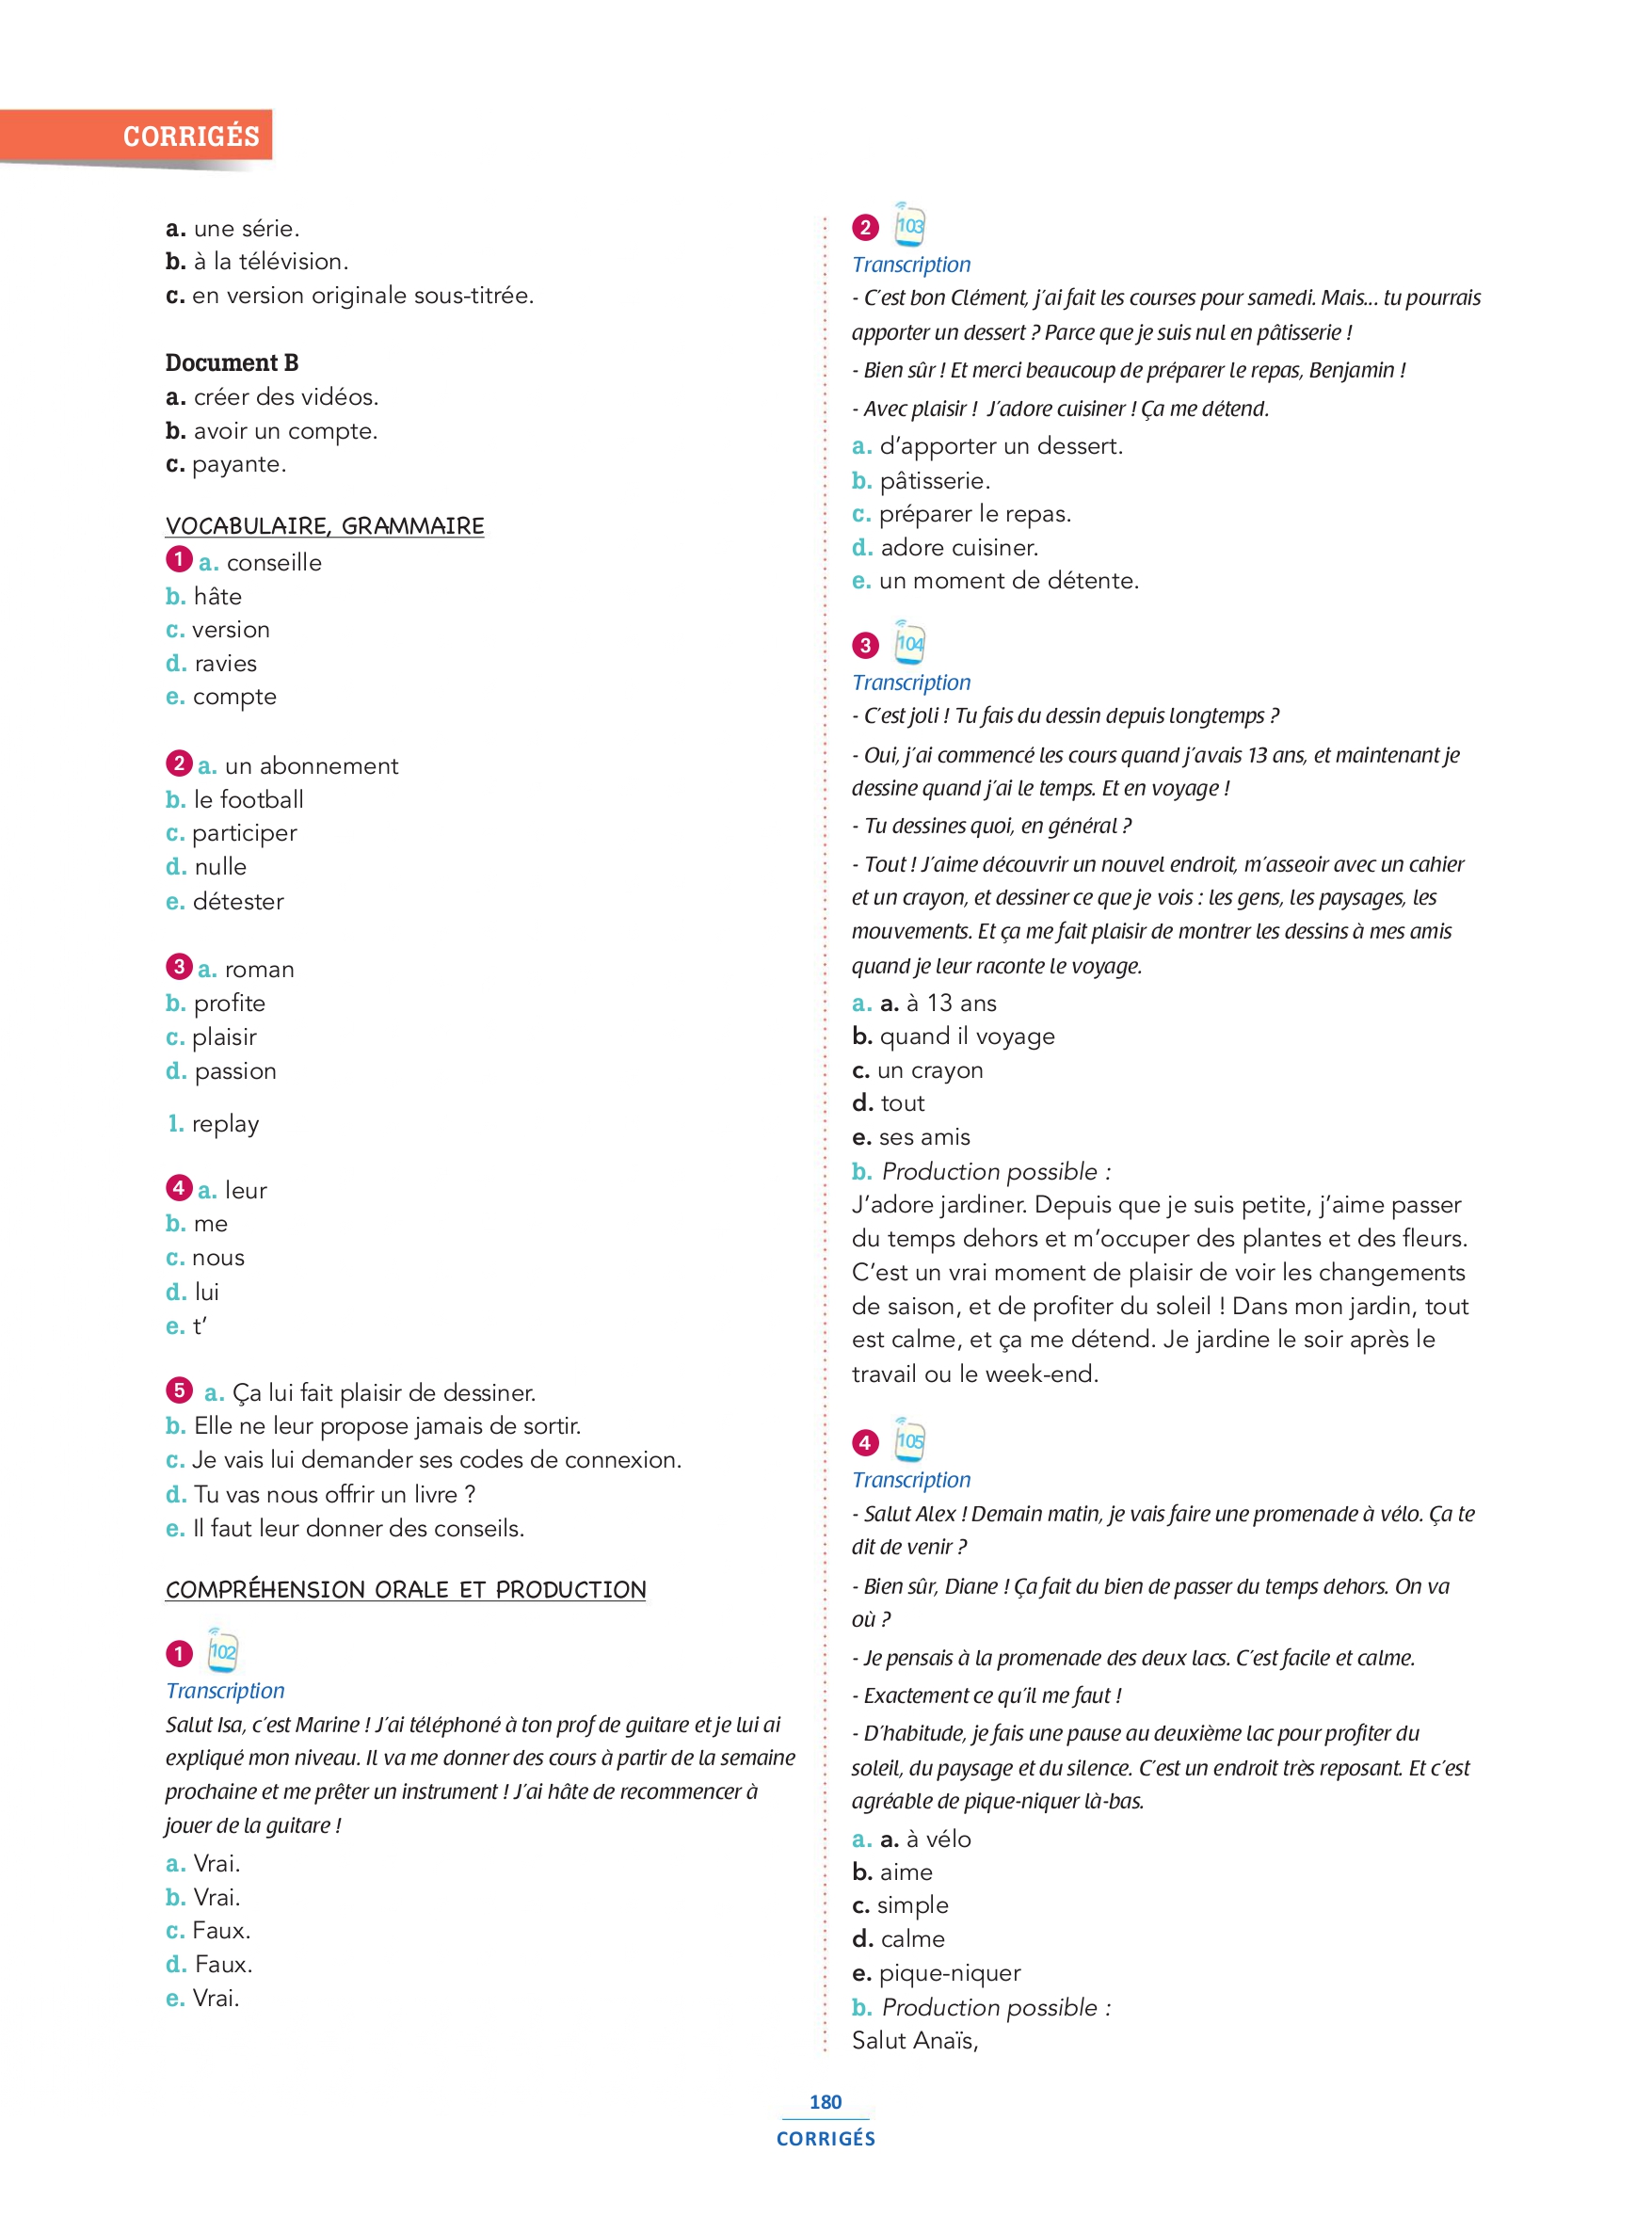 CORRIGÉS
a. une série.
b. à la télévision.
c. en version originale sous-titrée.
Document B
a. créer des vidéos.
b. avoir un compte.
c. payante.
VOCABULAIRE, GRAMMAIRE
1 a. conseille
b. hâte
c. version
d. ravies
e. compte
2 a. un abonnement
b. le football
c. participer
d. nulle
e. détester
3 a. roman
b. profite
c. plaisir
d. passion
1. replay
4 a. leur
b. me
c. nous
d. lui
e. t'
5 a. Ça lui fait plaisir de dessiner.
b. Elle ne leur propose jamais de sortir.
c. Je vais lui demander ses codes de connexion.
d. Tu vas nous offrir un livre ?
e. Il faut leur donner des conseils.
COMPRÉHENSION ORALE ET PRODUCTION
1 102
Transcription
Salut Isa, c'est Marine ! J'ai téléphoné à ton prof de guitare et je lui ai
expliqué mon niveau. Il va me donner des cours à partir de la semaine
prochaine et me prêter un instrument ! J'ai hâte de recommencer à
jouer de la guitare !
a. Vrai.
b. Vrai.
c. Faux.
d. Faux.
e. Vrai.
2 103
Transcription
- C'est bon Clément, j'ai fait les courses pour samedi. Mais... tu pourrais
apporter un dessert ? Parce que je suis nul en pâtisserie !
- Bien sûr ! Et merci beaucoup de préparer le repas, Benjamin !
- Avec plaisir ! J'adore cuisiner ! Ça me détend.
a. d'apporter un dessert.
b. pâtisserie.
c. préparer le repas.
d. adore cuisiner.
e. un moment de détente.
3 104
Transcription
- C'est joli ! Tu fais du dessin depuis longtemps ?
- Oui, j'ai commencé les cours quand j'avais 13 ans, et maintenant je
dessine quand j'ai le temps. Et en voyage !
- Tu dessines quoi, en général ?
- Tout ! J'aime découvrir un nouvel endroit, m'asseoir avec un cahier
et un crayon, et dessiner ce que je vois : les gens, les paysages, les
mouvements. Et ça me fait plaisir de montrer les dessins à mes amis
quand je leur raconte le voyage.
a. a. à 13 ans
b. quand il voyage
c. un crayon
d. tout
e. ses amis
b. Production possible :
J'adore jardiner. Depuis que je suis petite, j'aime passer
du temps dehors et m'occuper des plantes et des fleurs.
C'est un vrai moment de plaisir de voir les changements
de saison, et de profiter du soleil ! Dans mon jardin, tout
est calme, et ça me détend. Je jardine le soir après le
travail ou le week-end.
4 105
Transcription
- Salut Alex ! Demain matin, je vais faire une promenade à vélo. Ça te
dit de venir ?
- Bien sûr, Diane ! Ça fait du bien de passer du temps dehors. On va
où ?
- Je pensais à la promenade des deux lacs. C'est facile et calme.
- Exactement ce qu'il me faut !
- D'habitude, je fais une pause au deuxième lac pour profiter du
soleil, du paysage et du silence. C'est un endroit très reposant. Et c'est
agréable de pique-niquer là-bas.
a. a. à vélo
b. aime
c. simple
d. calme
e. pique-niquer
b. Production possible :
Salut Anaïs,
180
CORRIGÉS